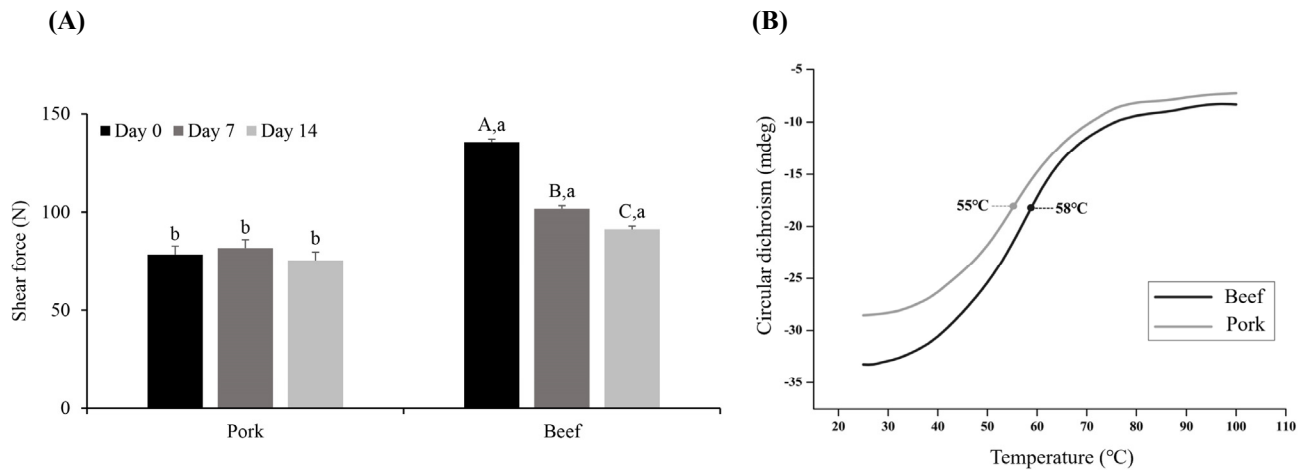 (A)
Shear force (N)
150
100
50
0
Day 0 Day 7 Day 14
b
b
b
A,a
B,a
C,a
Pork
Beef
(B)
Circular dichroism (mdeg)
-5
-10
-15
-20
-25
-30
-35
55℃
58℃
Beef
Pork
20 30 40 50 60 70 80 90 100
Temperature (℃)